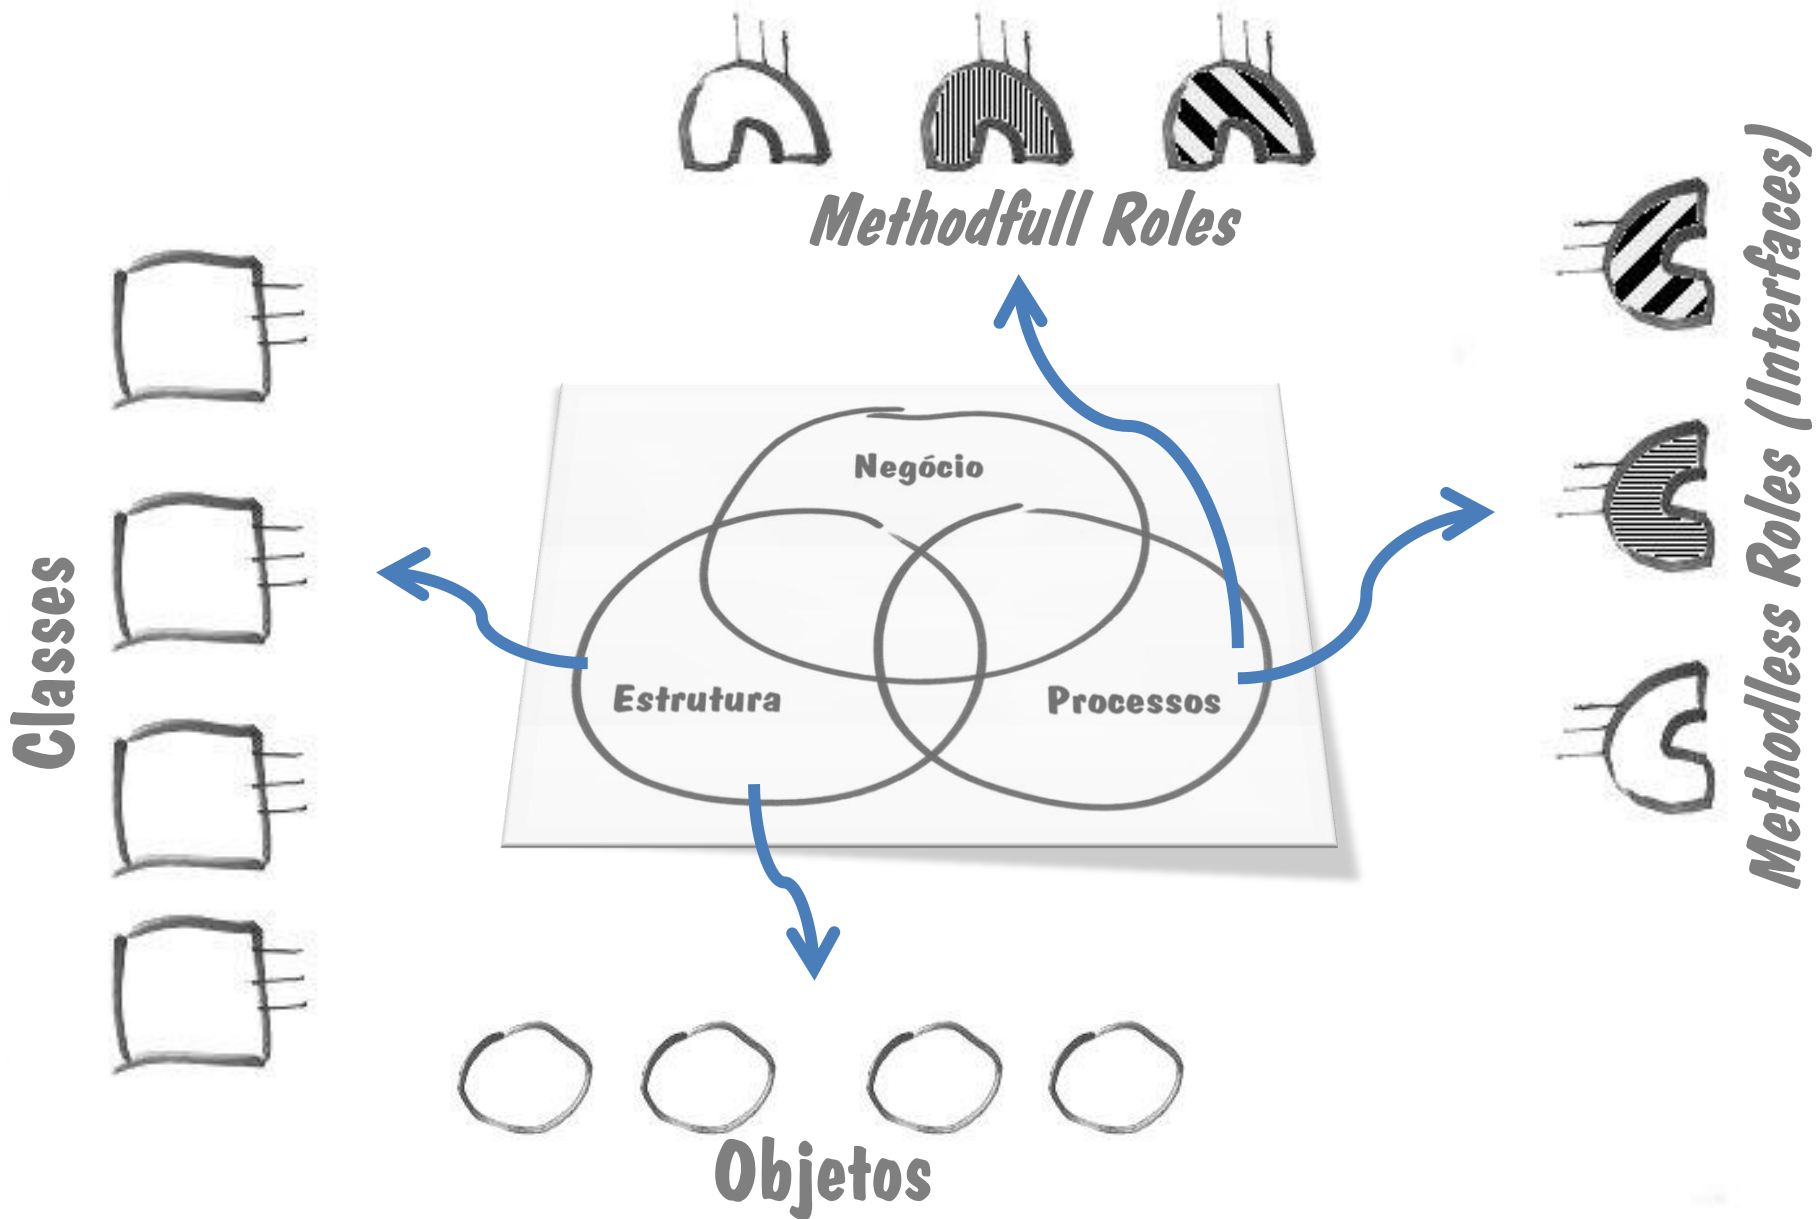 Methodfull Roles
Methodless Roles (Interfaces)
Negócio
Classes
Estrutura
Processos
Objetos